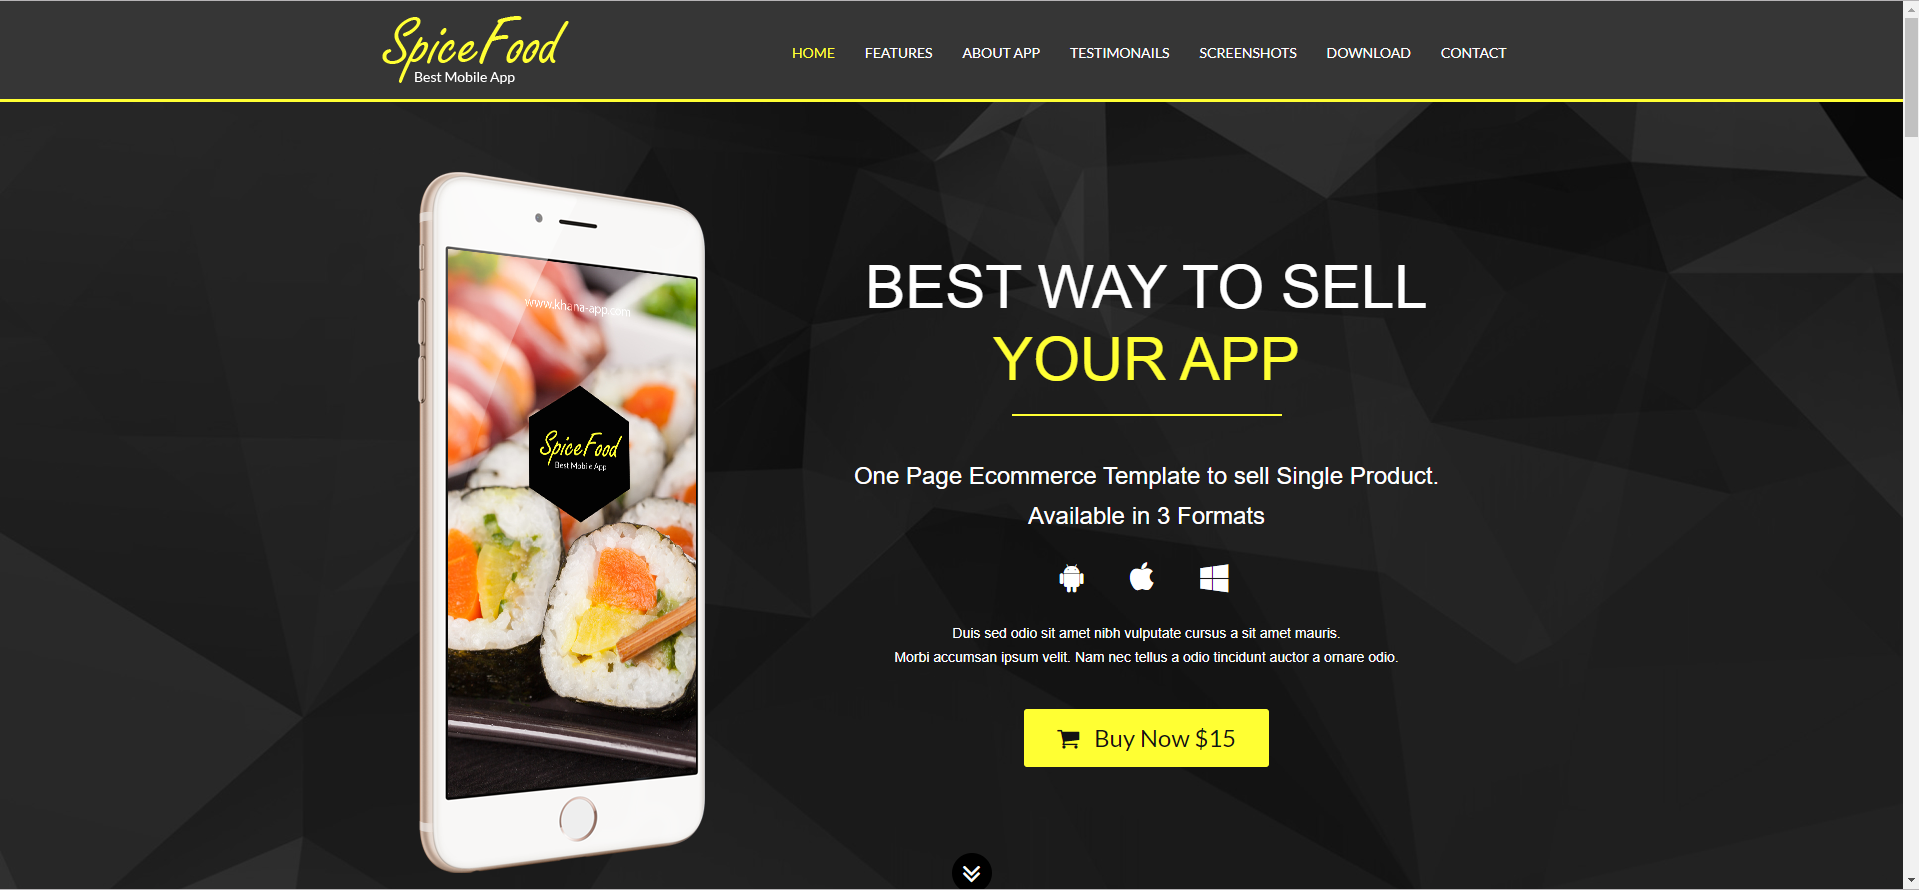 SpiceFood
Best Mobile App
HOME FEATURES ABOUT APP TESTIMONAILS SCREENSHOTS DOWNLOAD CONTACT
www.khana-app.com
SpiceFood
Best Mobile App
BEST WAY TO SELL
YOUR APP
One Page Ecommerce Template to sell Single Product.
Available in 3 Formats
Duis sed odio sit amet nibh vulputate cursus a sit amet mauris.
Morbi accumsan ipsum velit. Nam nec tellus a odio tincidunt auctor a ornare odio.
Buy Now $15